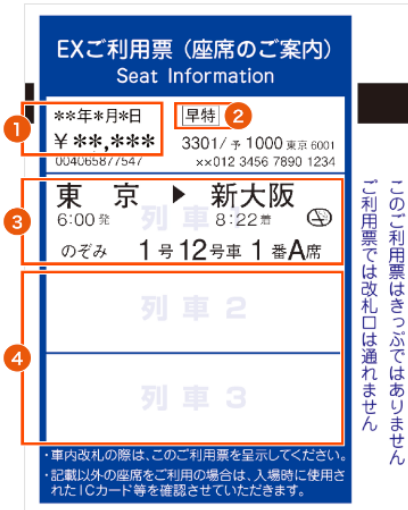 EXご利用票（座席のご案内）
Seat Information
1
**年*月*日
早特
2
￥**,***
3301/ 予 1000 東京 6001
004065877547
××012 3456 7890 1234
3
東 京 ▶ 新大阪
列車
6:00 発 8:22 着
のぞみ 1号 12号車 1番A席
4
列車 2
列車 3
・車内改札の際は、このご利用票を呈示してください。
・記載以外の座席をご利用の場合は、入場時に使用さ
れたICカード等を確認させていただきます。
このご利用票はきっぷではありません
ご利用票では改札口は通れません